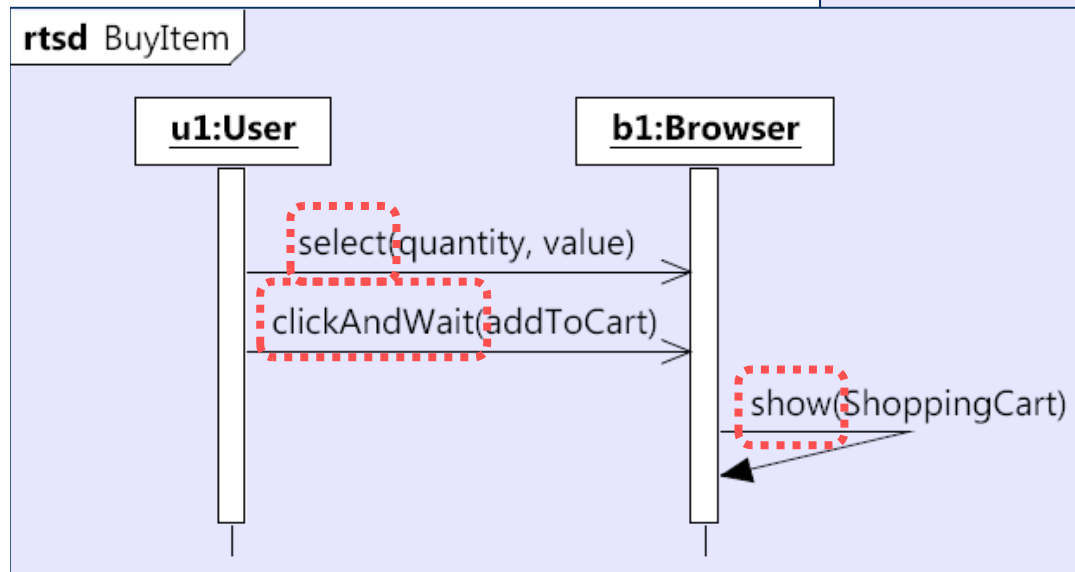 rtsd BuyItem
u1:User
b1:Browser
select(quantity, value)
clickAndWait(addToCart)
show(ShoppingCart)